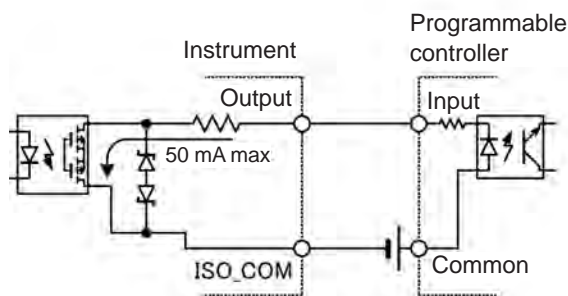 Programmable
controller
Instrument
Output
Input
50 mA max
ISO_COM
Common